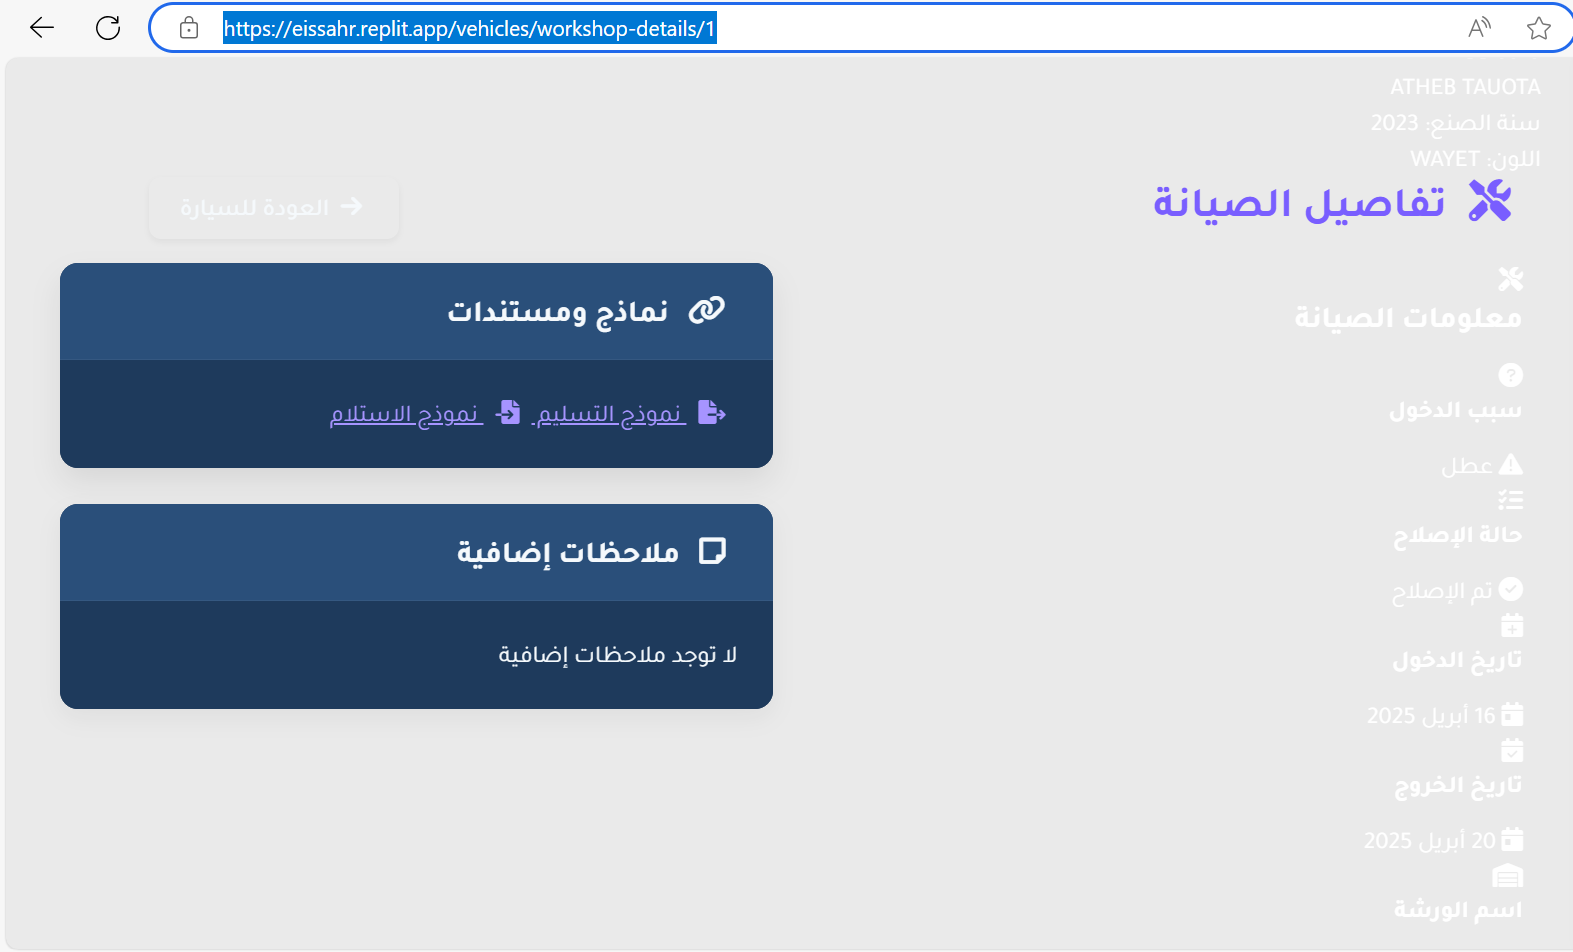 https://eissahr.replit.app/vehicles/workshop-details/1
ATHEB TAUOTA
سنة الصنع: 2023
اللون: WAYET
تفاصيل الصيانة
العودة للسيارة
معلومات الصيانة
سبب الدخول
عطل
حالة الإصلاح
تم الإصلاح
تاريخ الدخول
16 أبريل 2025
تاريخ الخروج
20 أبريل 2025
اسم الورشة
نماذج ومستندات
نموذج التسليم نموذج الاستلام
ملاحظات إضافية
لا توجد ملاحظات إضافية